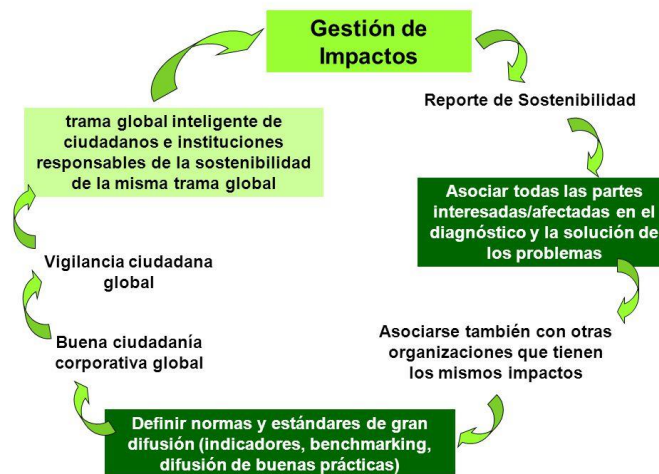 Gestión de
Impactos
Reporte de Sostenibilidad
Asociar todas las partes
interesadas/afectadas en el
diagnóstico y la solución de
los problemas
Asociarse también con otras
organizaciones que tienen
los mismos impactos
Definir normas y estándares de gran
difusión (indicadores, benchmarking,
difusión de buenas prácticas)
Buena ciudadanía
corporativa global
Vigilancia ciudadana
global
trama global inteligente de
ciudadanos e instituciones
responsables de la sostenibilidad
de la misma trama global